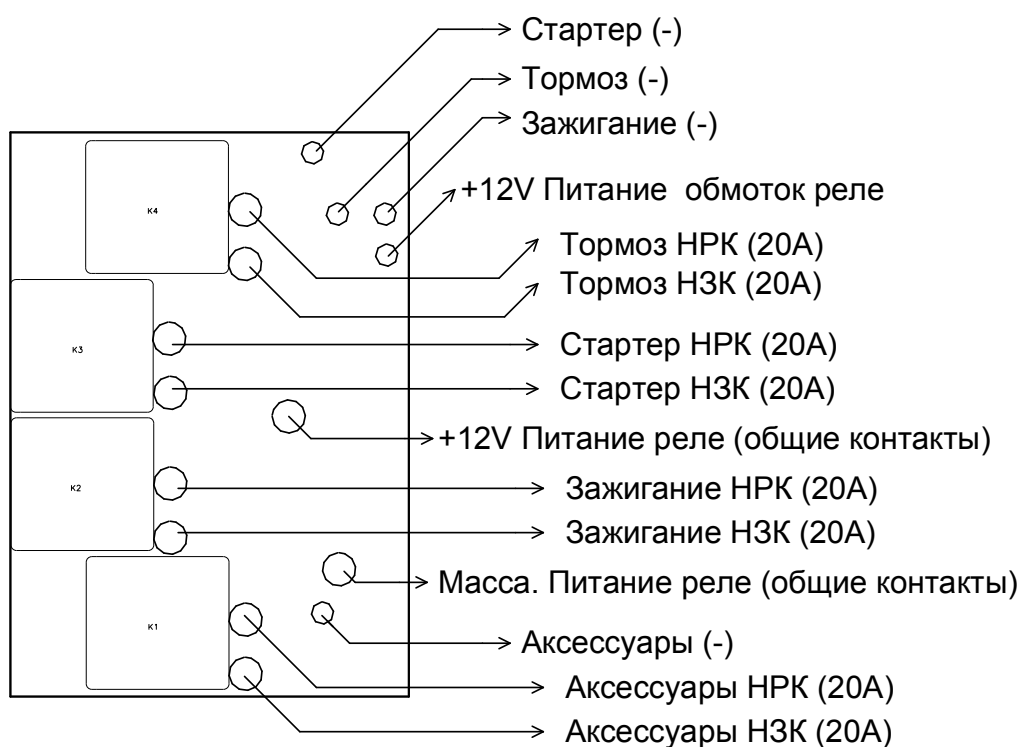 Стартер (-)
Тормоз (-)
Зажигание (-)
+12V Питание обмоток реле
K4
Тормоз НРК (20А)
Тормоз НЗК (20А)
K3
Стартер НРК (20А)
Стартер НЗК (20А)
+12V Питание реле (общие контакты)
K2
Зажигание НРК (20А)
Зажигание НЗК (20А)
Масса. Питание реле (общие контакты)
K1
Аксессуары (-)
Аксессуары НРК (20А)
Аксессуары НЗК (20А)